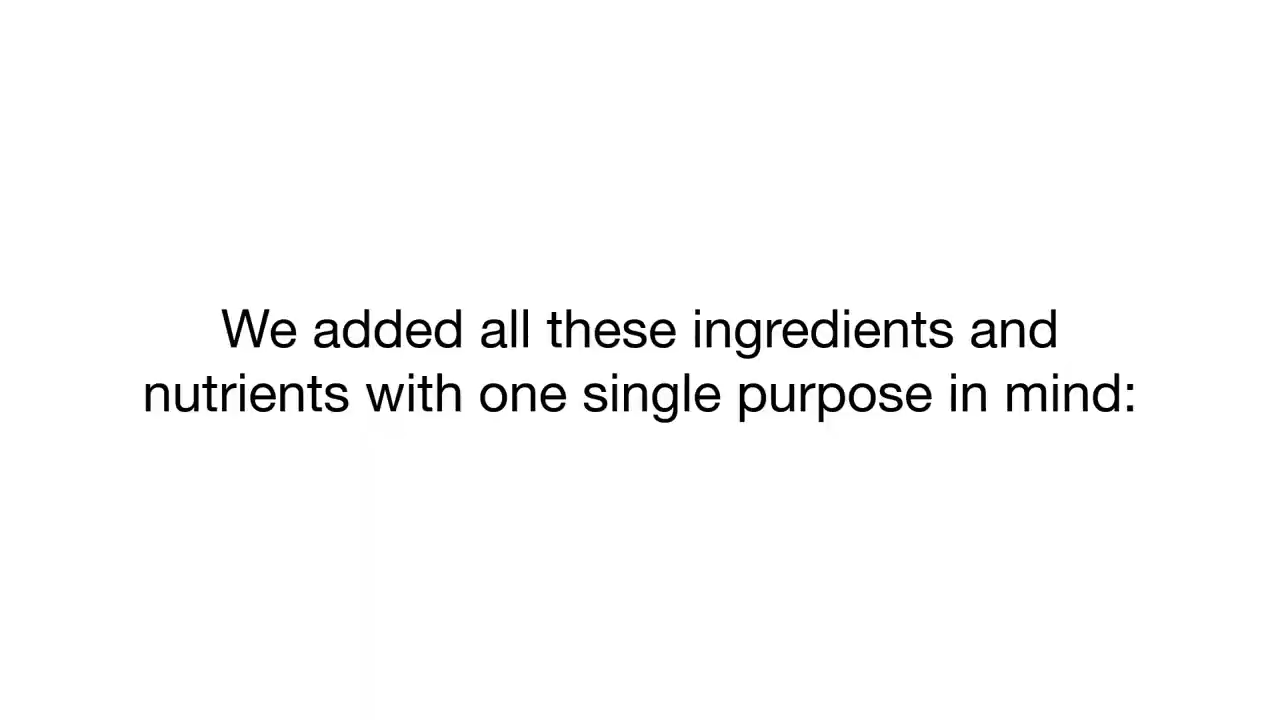 We added all these ingredients and
nutrients with one single purpose in mind: